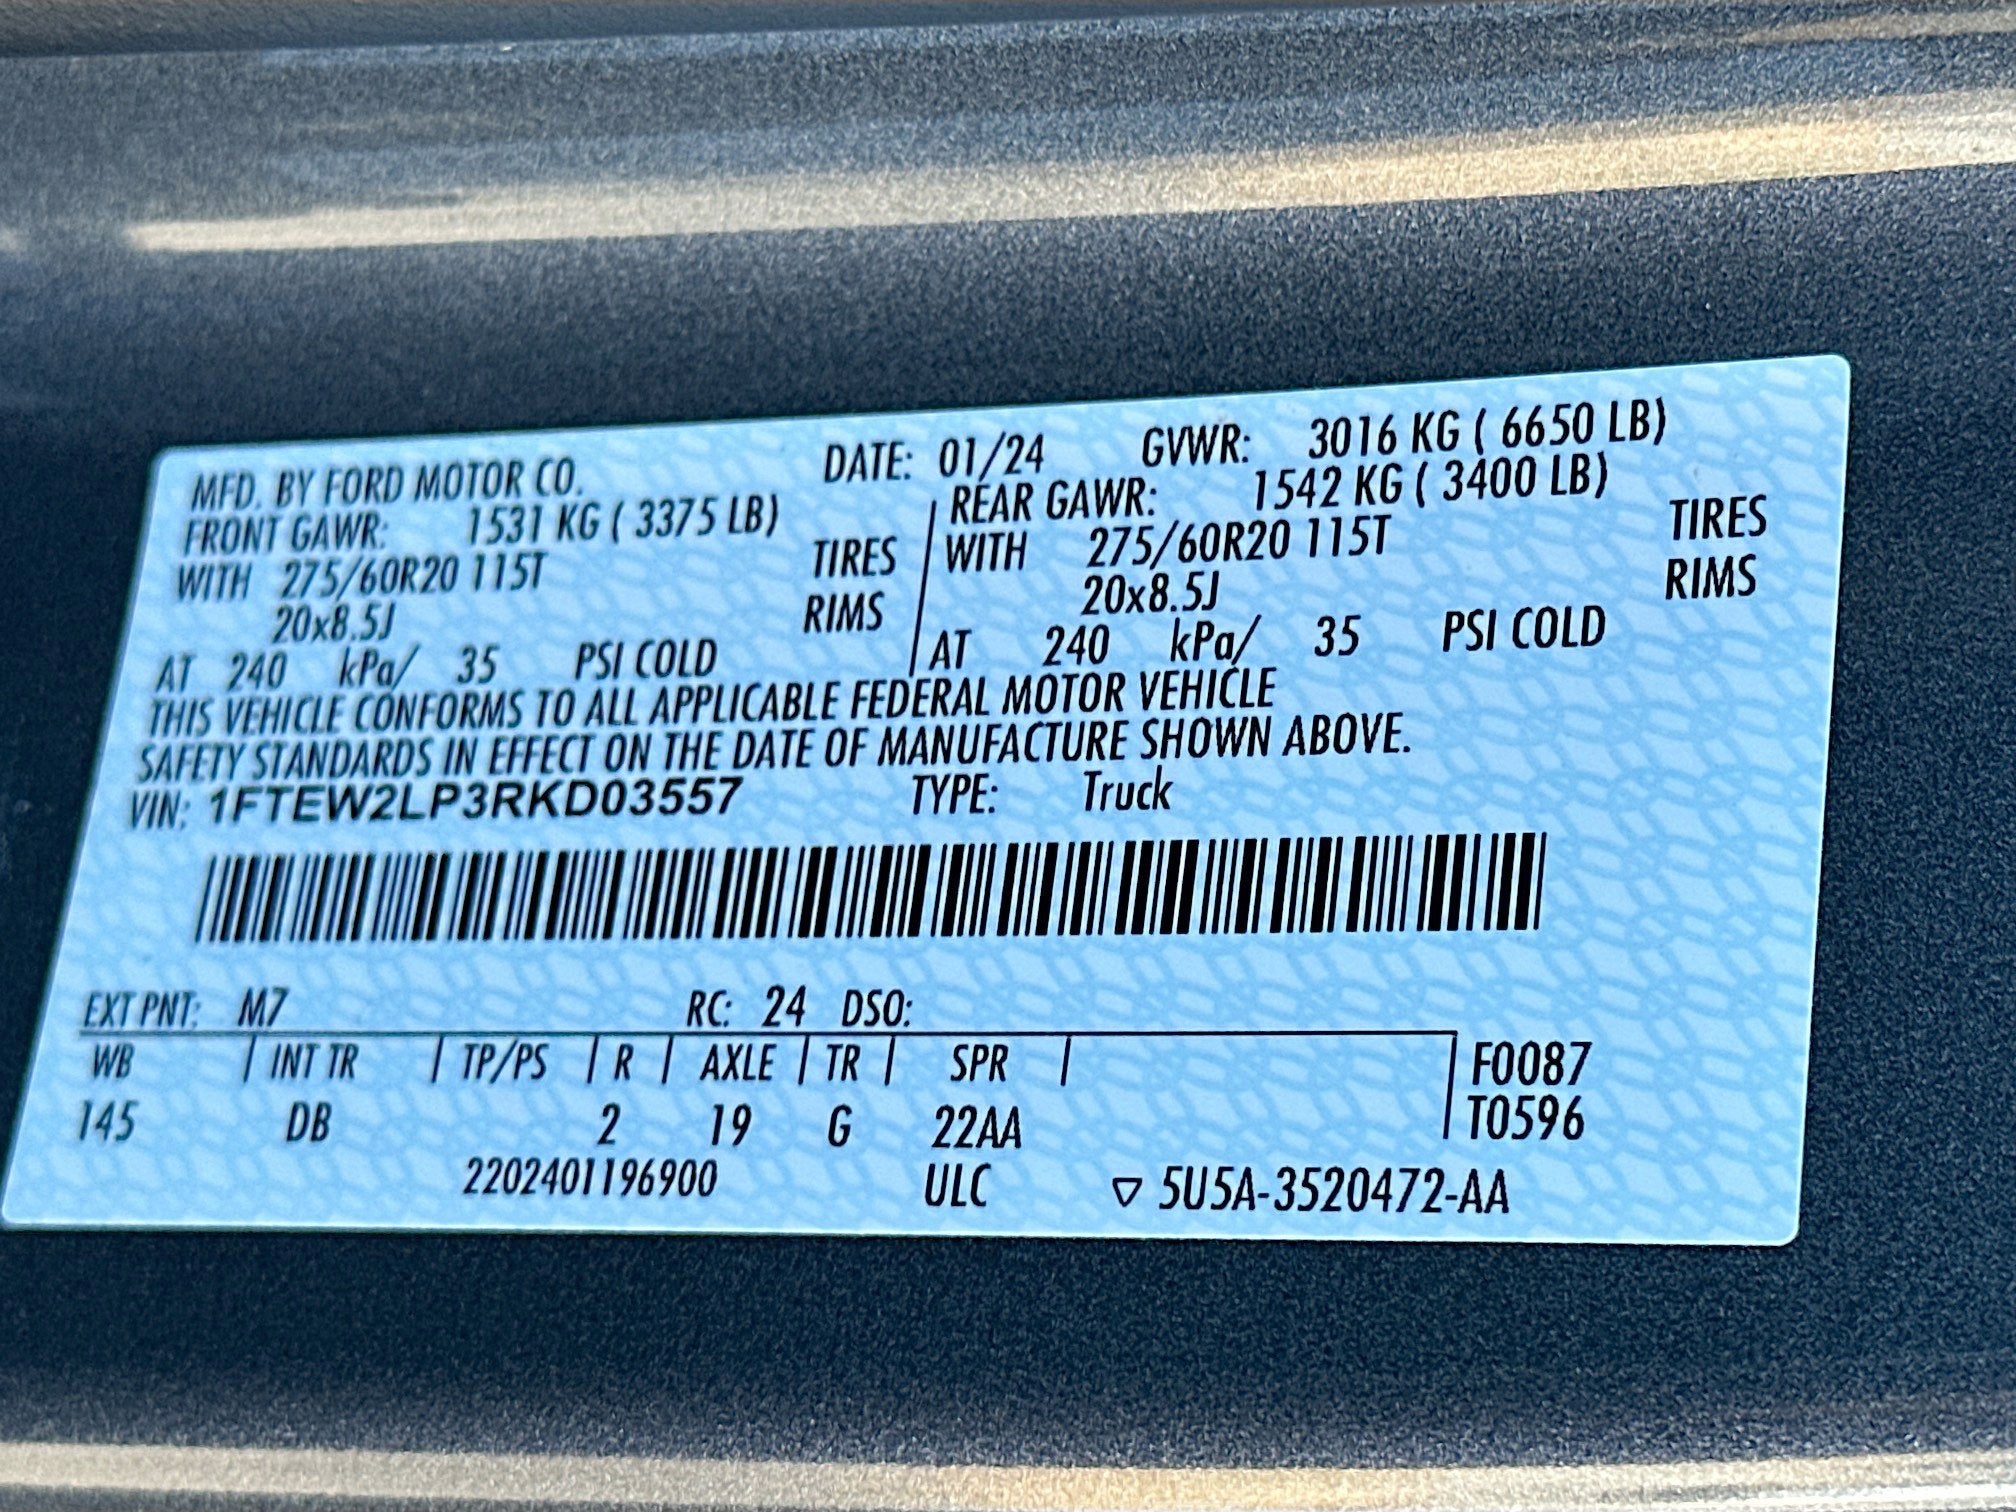 MFD. BY FORD MOTOR CO. DATE: 01/24 GVWR: 3016 KG ( 6650 LB)
FRONT GAWR: 1531 KG ( 3375 LB) REAR GAWR: 1542 KG ( 3400 LB)
WITH 275/60R20 115T TIRES WITH 275/60R20 115T TIRES
20x8.5J RIMS 20x8.5J RIMS
AT 240 kPa/ 35 PSI COLD AT 240 kPa/ 35 PSI COLD
THIS VEHICLE CONFORMS TO ALL APPLICABLE FEDERAL MOTOR VEHICLE
SAFETY STANDARDS IN EFFECT ON THE DATE OF MANUFACTURE SHOWN ABOVE.
VIN: 1FTEW2LP3RKD03557 TYPE: Truck
EXT PNT: M7 RC: 24 DSO:
WB | INT TR | TP/PS | R | AXLE | TR | SPR | F0087
145 DB 2 19 G 22AA T0596
2202401196900 ULC ▽ 5U5A-3520472-AA